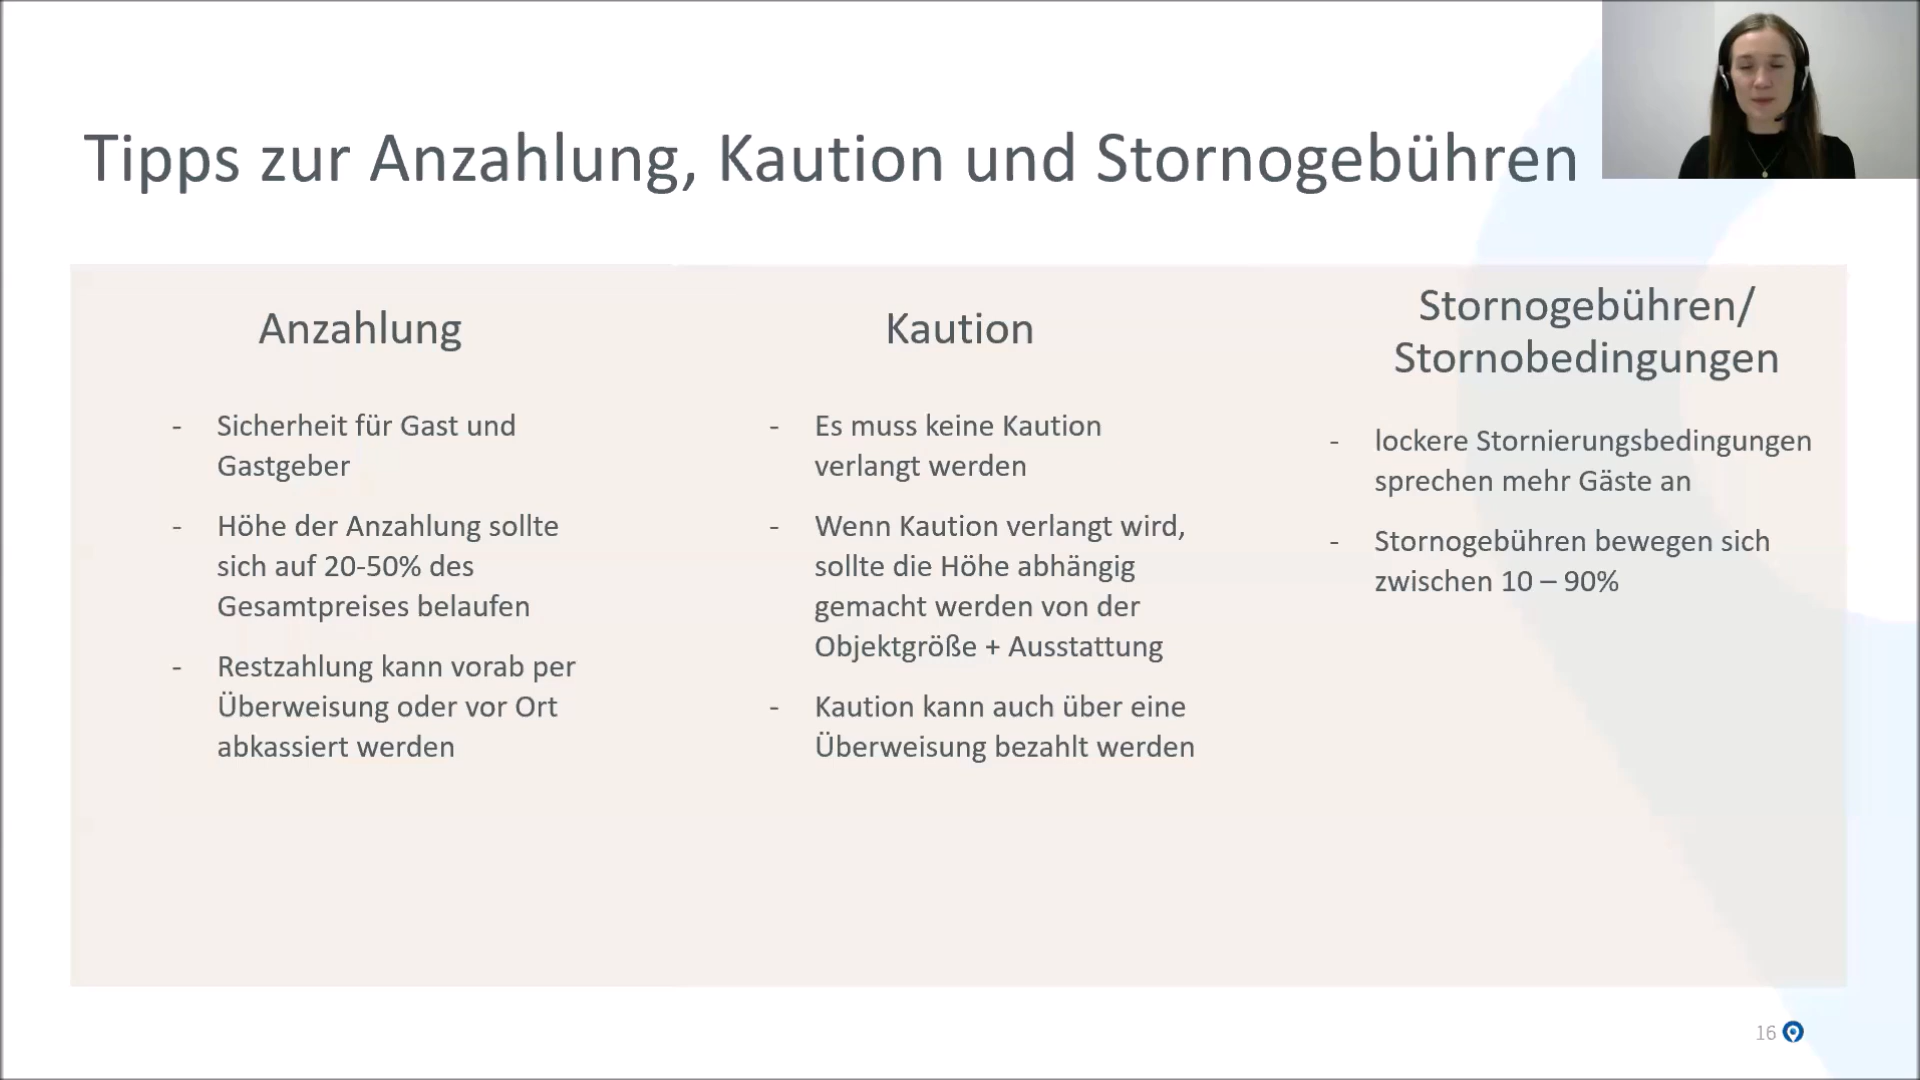 Tipps zur Anzahlung, Kaution und Stornogebühren
Anzahlung
- Sicherheit für Gast und
Gastgeber
- Höhe der Anzahlung sollte
sich auf 20-50% des
Gesamtpreises belaufen
- Restzahlung kann vorab per
Überweisung oder vor Ort
abkassiert werden
Kaution
- Es muss keine Kaution
verlangt werden
- Wenn Kaution verlangt wird,
sollte die Höhe abhängig
gemacht werden von der
Objektgröße + Ausstattung
- Kaution kann auch über eine
Überweisung bezahlt werden
Stornogebühren/
Stornobedingungen
- lockere Stornierungsbedingungen
sprechen mehr Gäste an
- Stornogebühren bewegen sich
zwischen 10 – 90%
16